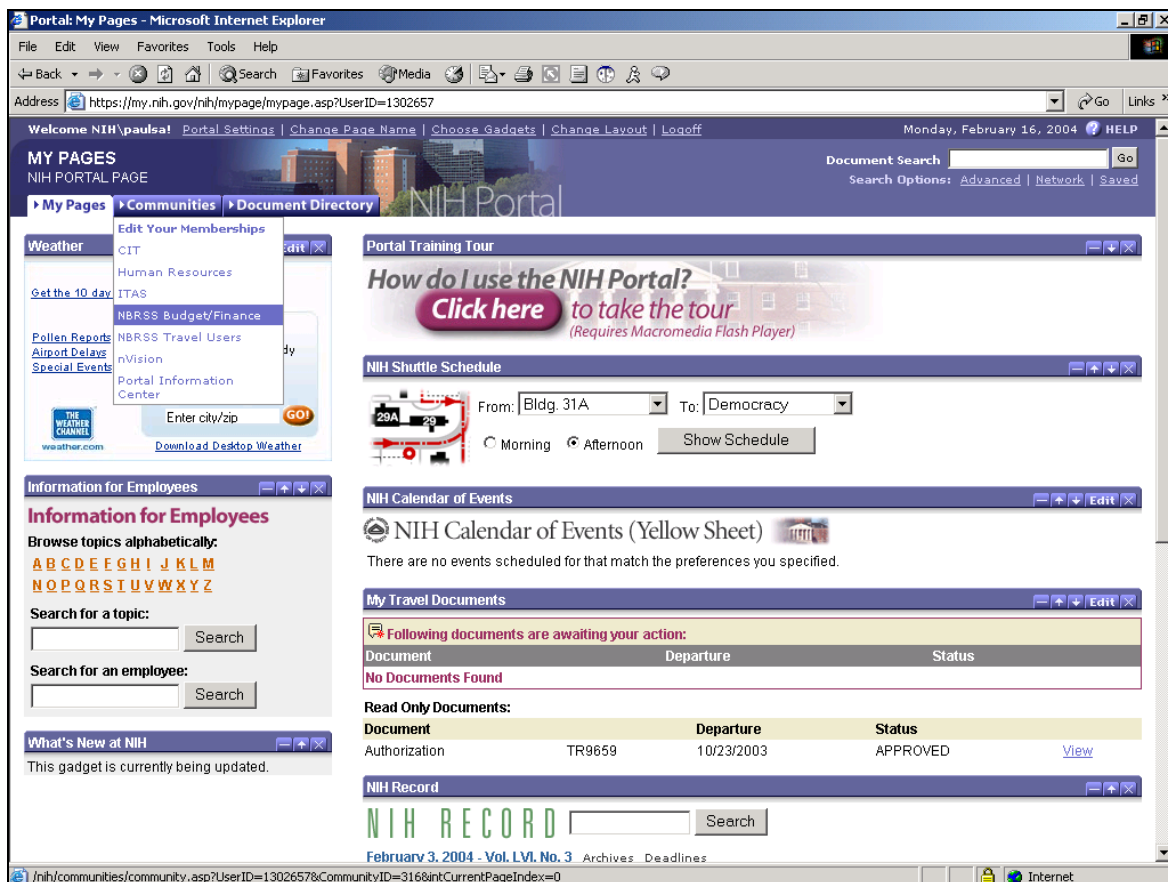 Portal: My Pages - Microsoft Internet Explorer
File Edit View Favorites Tools Help
Back Search Favorites Media
Address https://my.nih.gov/nih/mypage/mypage.asp?UserID=1302657 Go Links »
Welcome NIH\paulsa! Portal Settings | Change Page Name | Choose Gadgets | Change Layout | Logoff Monday, February 16, 2004 ? HELP
MY PAGES
NIH PORTAL PAGE
NIH Portal
Document Search Go
Search Options: Advanced | Network | Saved
My Pages Communities Document Directory
Edit Your Memberships
CIT
Human Resources
ITAS
NBRSS Budget/Finance
NBRSS Travel Users
nVision
Portal Information
Center
Weather Edit
Get the 10 day
Pollen Reports
Airport Delays
Special Events
dy
THE
WEATHER
CHANNEL
weather.com
Enter city/zip GO!
Download Desktop Weather
Information for Employees
Information for Employees
Browse topics alphabetically:
A B C D E F G H I J K L M
N O P Q R S T U V W X Y Z
Search for a topic:
Search
Search for an employee:
Search
What's New at NIH
This gadget is currently being updated.
Portal Training Tour
How do I use the NIH Portal?
Click here to take the tour
(Requires Macromedia Flash Player)
NIH Shuttle Schedule
29A 29
From: Bldg. 31A To: Democracy
Morning Afternoon Show Schedule
NIH Calendar of Events Edit
NIH Calendar of Events (Yellow Sheet)
There are no events scheduled for that match the preferences you specified.
My Travel Documents Edit
Following documents are awaiting your action:
Document Departure Status
No Documents Found
Read Only Documents:
Document Departure Status
Authorization TR9659 10/23/2003 APPROVED View
NIH Record
NIH RECORD Search
February 3, 2004 - Vol. LVI, No. 3 Archives Deadlines
/nih/communities/community.asp?UserID=1302657&CommunityID=316&intCurrentPageIndex=0 Internet